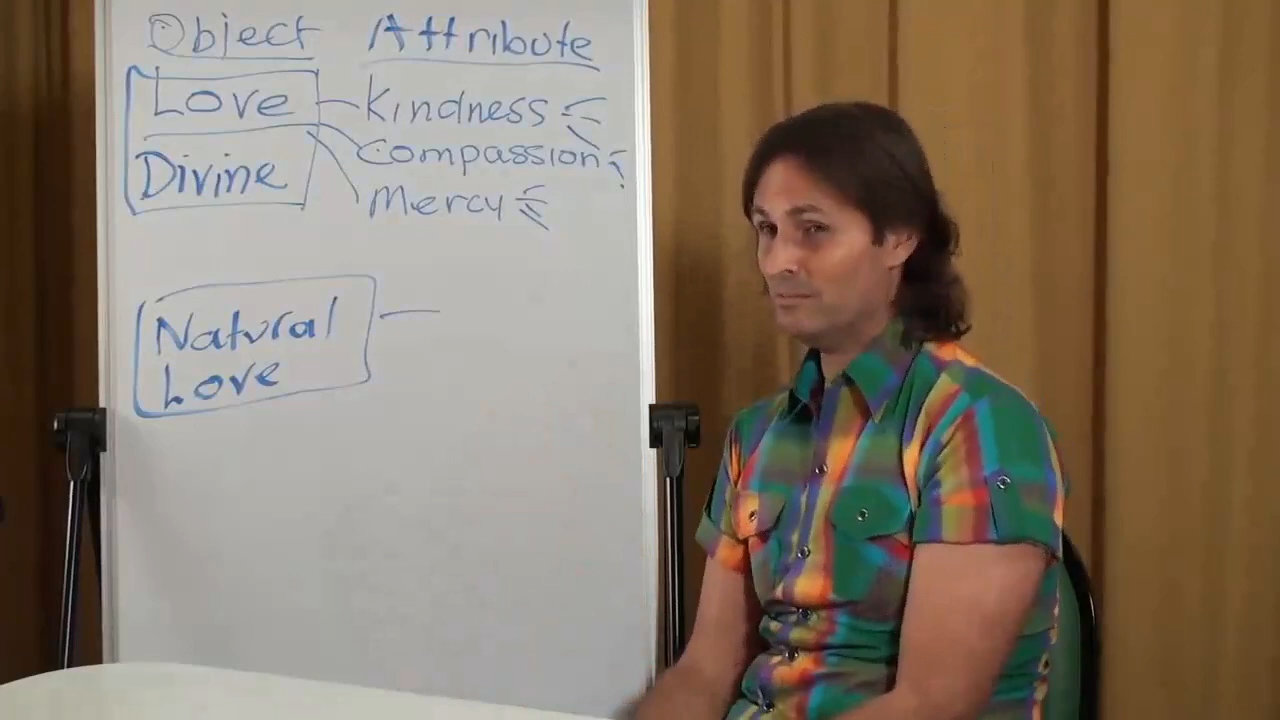 Object Attribute
Love Kindness
Compassion
Divine
Mercy
Natural
Love